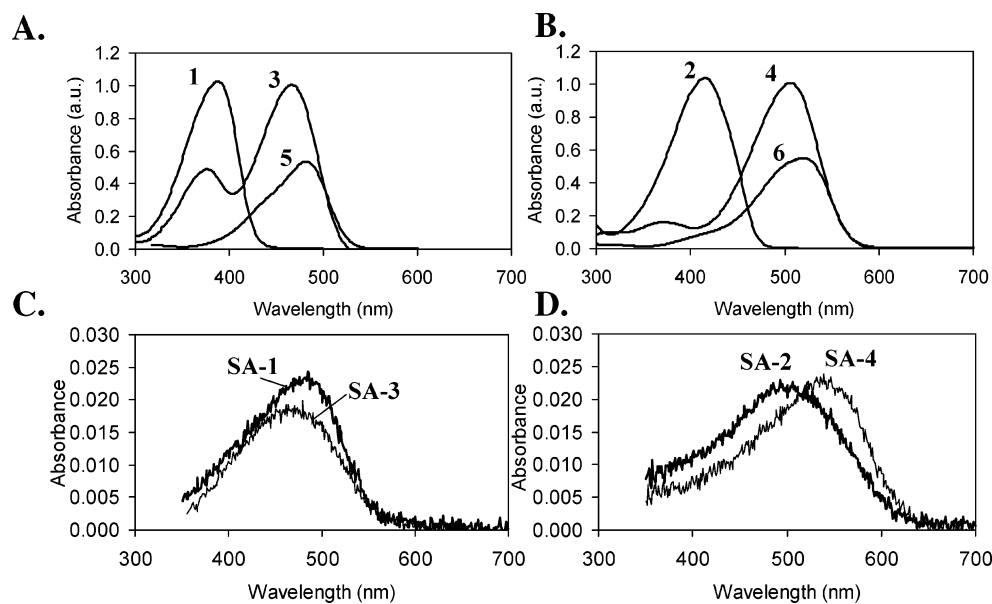 A.
1.2
1.0
0.8
0.6
0.4
0.2
0.0
Absorbance (a.u.)
1
3
5
300 400 500 600 700
Wavelength (nm)
B.
1.2
1.0
0.8
0.6
0.4
0.2
0.0
Absorbance (a.u.)
2
4
6
300 400 500 600 700
Wavelength (nm)
C.
0.030
0.025
0.020
0.015
0.010
0.005
0.000
Absorbance
SA-1
SA-3
300 400 500 600 700
Wavelength (nm)
D.
0.030
0.025
0.020
0.015
0.010
0.005
0.000
Absorbance
SA-2
SA-4
300 400 500 600 700
Wavelength (nm)